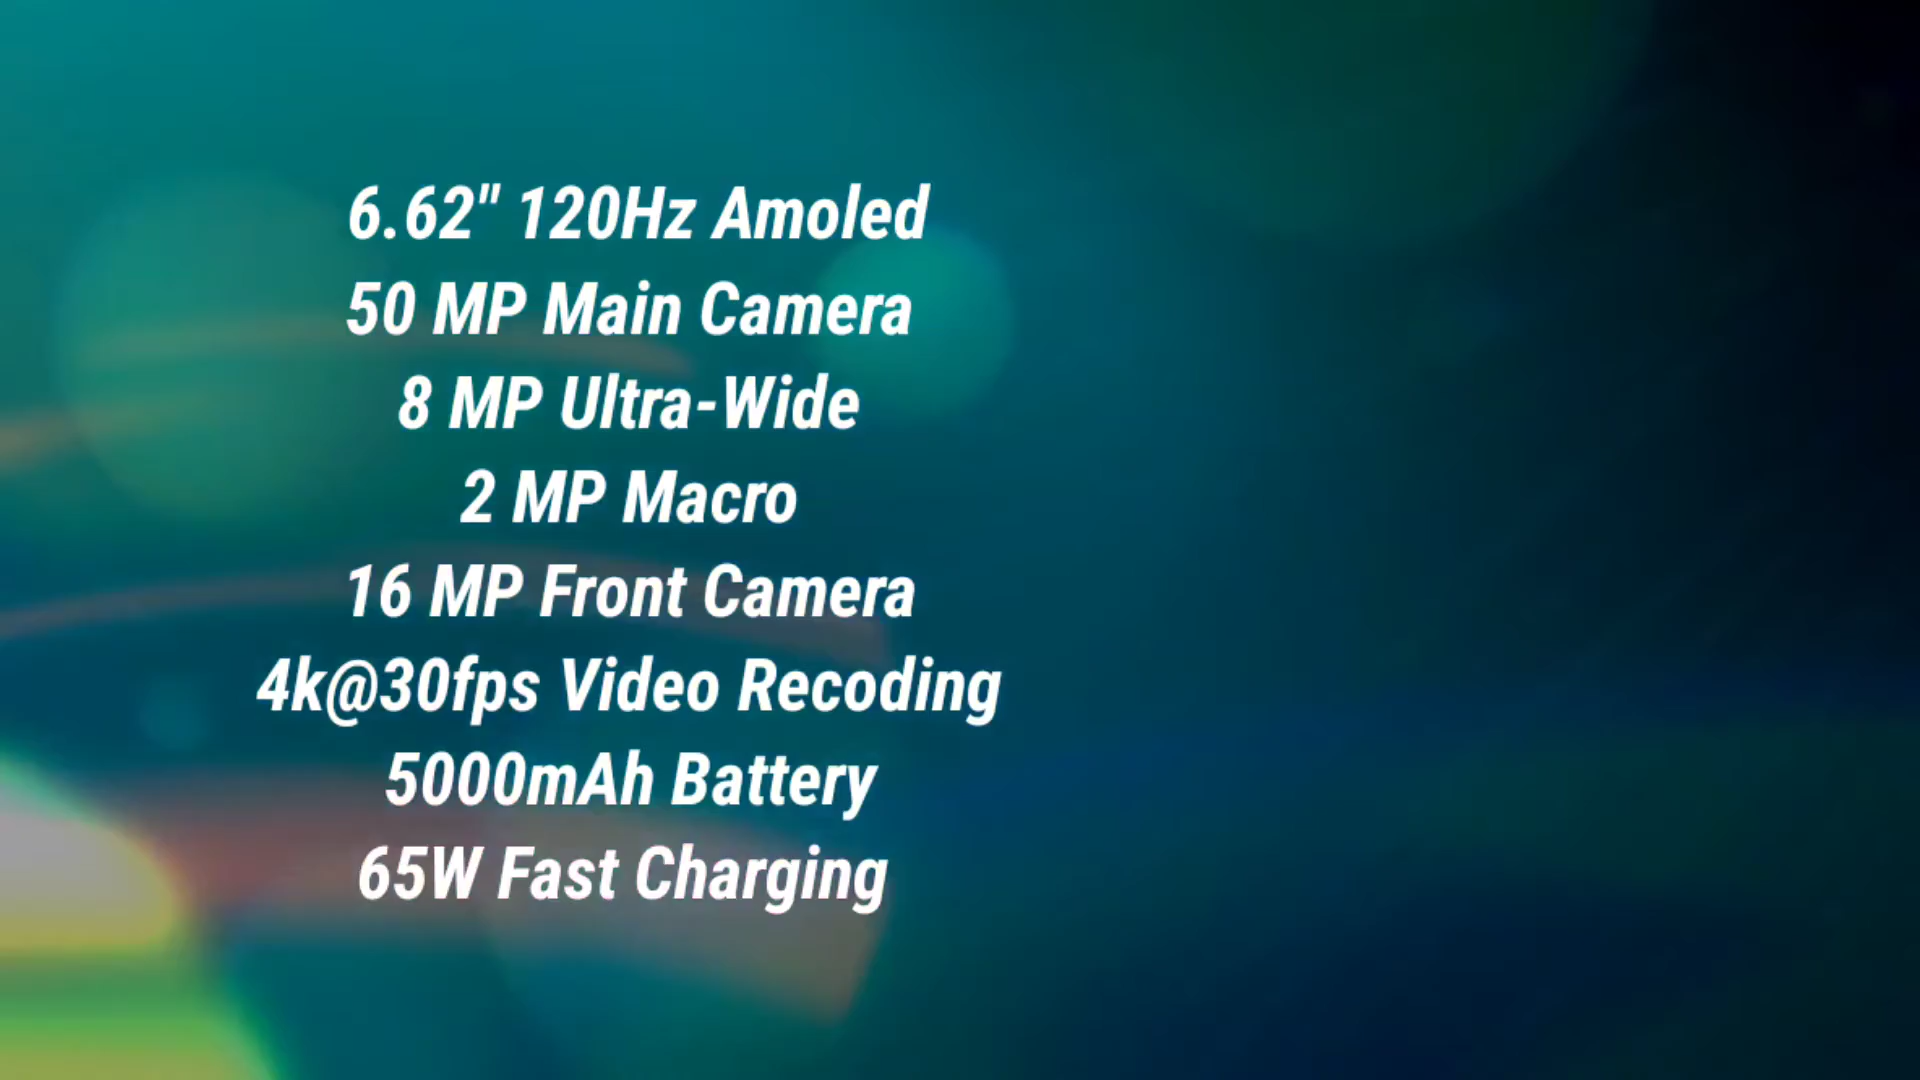 6.62" 120Hz Amoled
50 MP Main Camera
8 MP Ultra-Wide
2 MP Macro
16 MP Front Camera
4k@30fps Video Recoding
5000mAh Battery
65W Fast Charging